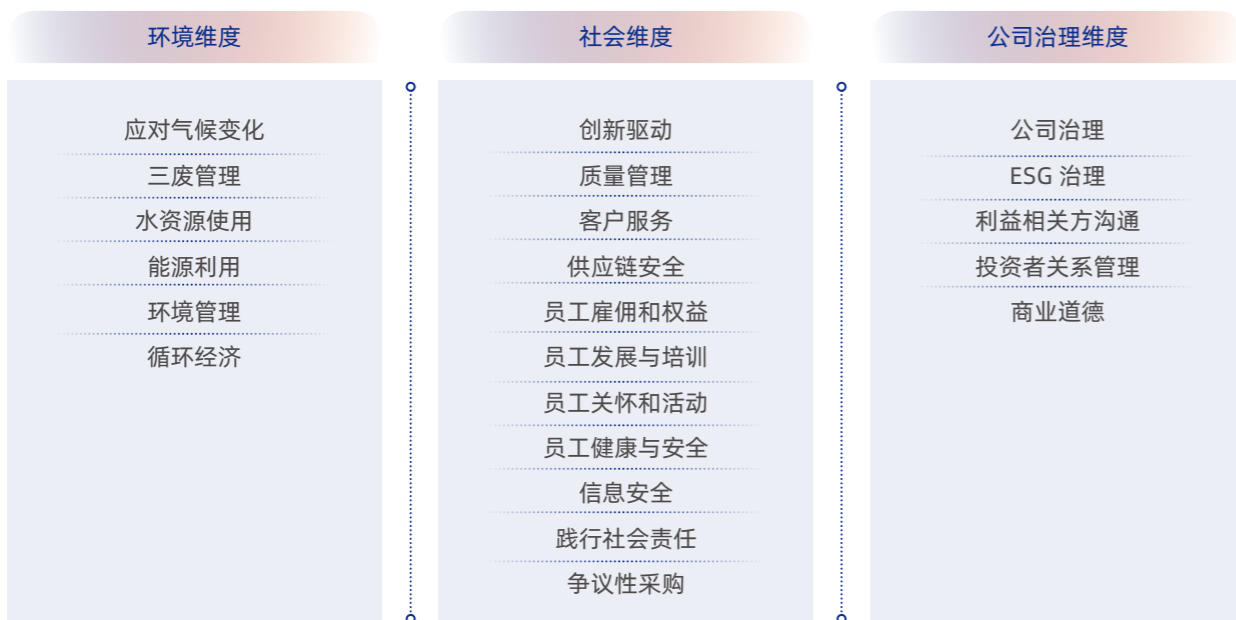 环境维度
应对气候变化
三废管理
水资源使用
能源利用
环境管理
循环经济
社会维度
创新驱动
质量管理
客户服务
供应链安全
员工雇佣和权益
员工发展与培训
员工关怀和活动
员工健康与安全
信息安全
践行社会责任
争议性采购
公司治理维度
公司治理
ESG 治理
利益相关方沟通
投资者关系管理
商业道德